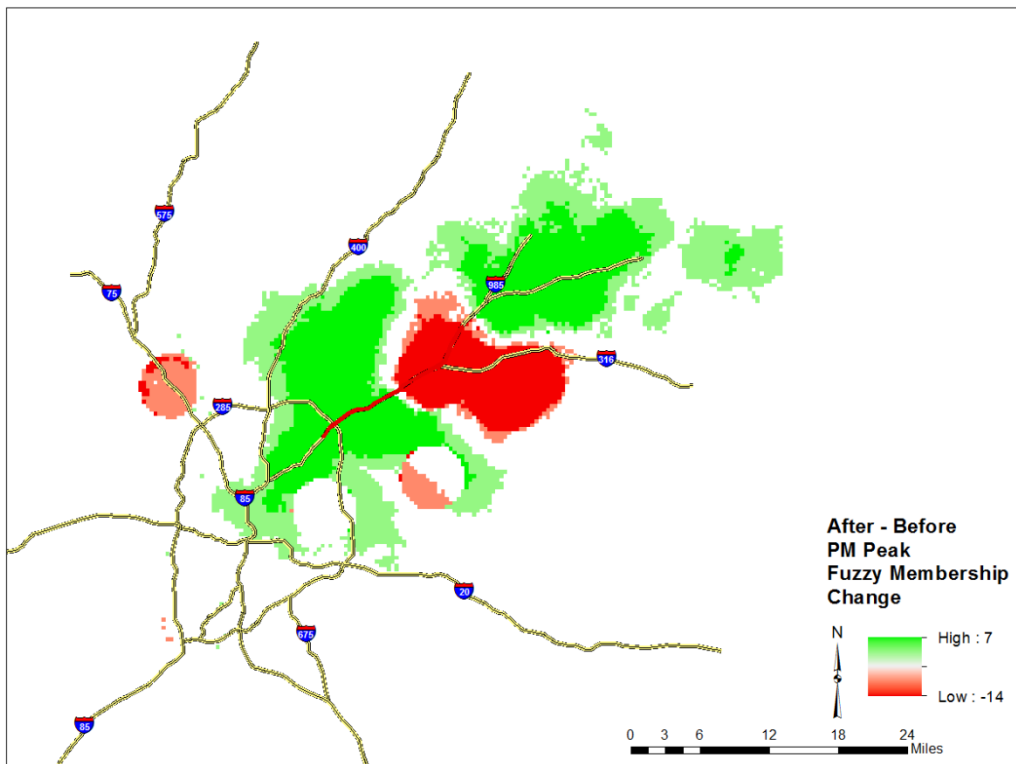 575
400
985
75
316
285
85
20
675
85
After - Before
PM Peak
Fuzzy Membership
Change
N
High : 7
Low : -14
0 3 6 12 18 24
Miles